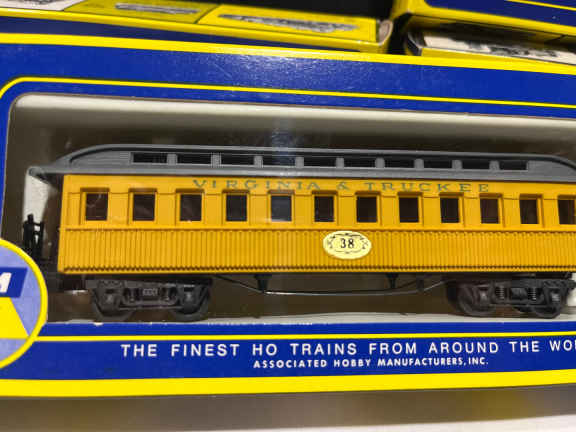 VIRGINIA & TRUCKEE
38
M
THE FINEST HO TRAINS FROM AROUND THE WO
ASSOCIATED HOBBY MANUFACTURERS, INC.